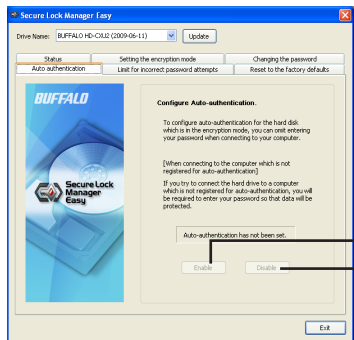 Secure Lock Manager Easy
Drive Name: BUFFALO HD-CXU2 (2009-06-11) Update
Status Setting the encryption mode Changing the password
Auto authentication Limit for incorrect password attempts Reset to the factory defaults
BUFFALO
Secure Lock
Manager
Easy
Configure Auto-authentication.
To configure auto-authentication for the hard disk
which is in the encryption mode, you can omit entering
your password when connecting to your computer.
[When connecting to the computer which is not
registered for auto-authentication]
If you try to connect the hard drive to a computer
which is not registered for auto-authentication, you will
be required to enter your password so that data will be
protected.
Auto-authentication has not been set.
Enable Disable
Exit